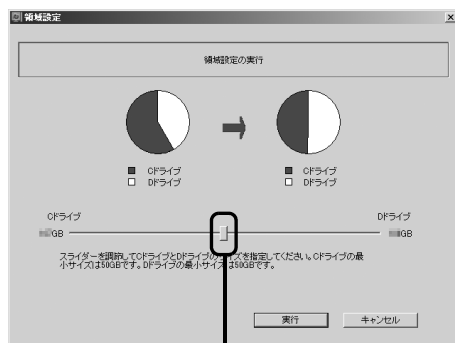 領域設定
領域設定の実行
Cドライブ
Dドライブ
Cドライブ
Dドライブ
Cドライブ
Dドライブ
GB
GB
スライダーを調節してCドライブとDドライブのサイズを指定してください。Cドライブの最
小サイズは50GBです。Dドライブの最小サイズは50GBです。
実行
キャンセル